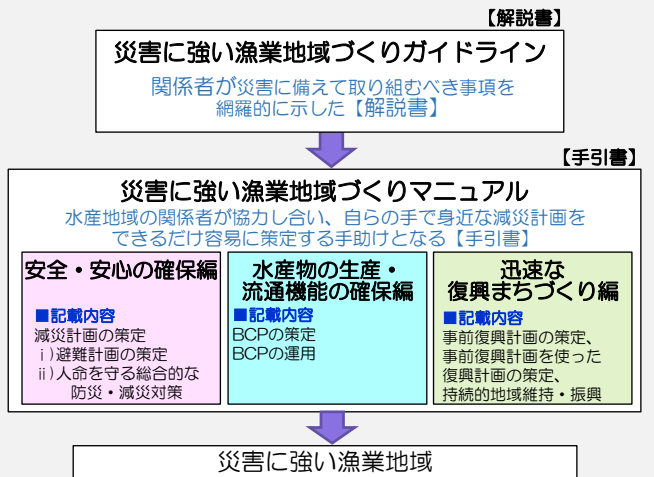 【解説書】
災害に強い漁業地域づくりガイドライン
関係者が災害に備えて取り組むべき事項を
網羅的に示した【解説書】
【手引書】
災害に強い漁業地域づくりマニュアル
水産地域の関係者が協力し合い、自らの手で身近な減災計画を
できるだけ容易に策定する手助けとなる【手引書】
安全・安心の確保編
■記載内容
減災計画の策定
ⅰ)避難計画の策定
ⅱ)人命を守る総合的な
防災・減災対策
水産物の生産・
流通機能の確保編
■記載内容
BCPの策定
BCPの運用
迅速な
復興まちづくり編
■記載内容
事前復興計画の策定、
事前復興計画を使った
復興計画の策定、
持続的地域維持・振興
災害に強い漁業地域